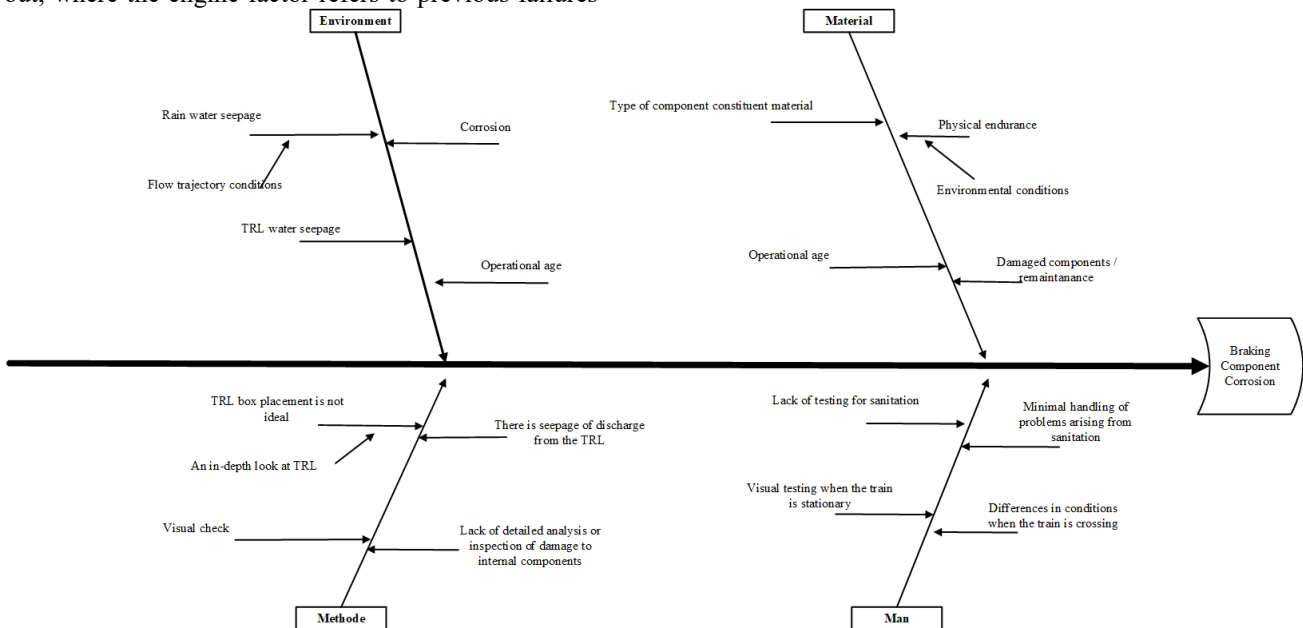 out, where the engine factor refers to previous failures
Environment
Material
Rain water seepage
Corrosion
Flow trajectory conditions
TRL water seepage
Operational age
Type of component constituent material
Physical endurance
Environmental conditions
Operational age
Damaged components /
remaintanance
Braking
Component
Corrosion
TRL box placement is not
ideal
There is seepage of discharge
from the TRL
An in-depth look at TRL
Visual check
Lack of detailed analysis or
inspection of damage to
internal components
Lack of testing for sanitation
Minimal handling of
problems arising from
sanitation
Visual testing when the train
is stationary
Differences in conditions
when the train is crossing
Methode
Man